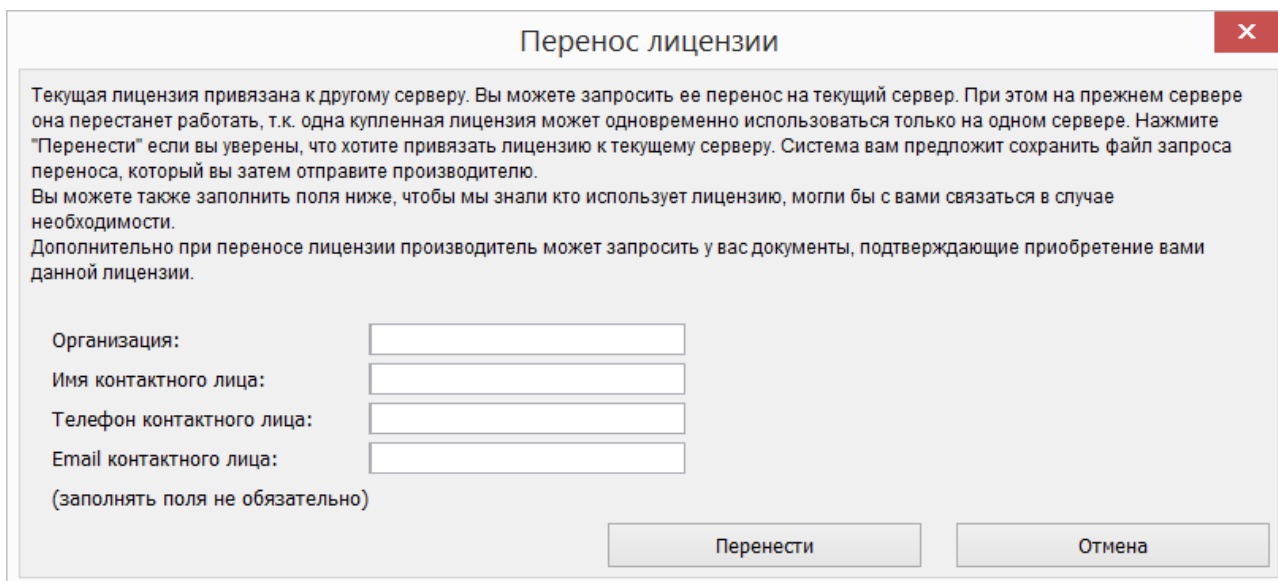 Перенос лицензии
Текущая лицензия привязана к другому серверу. Вы можете запросить ее перенос на текущий сервер. При этом на прежнем сервере
она перестанет работать, т.к. одна купленная лицензия может одновременно использоваться только на одном сервере. Нажмите
"Перенести" если вы уверены, что хотите привязать лицензию к текущему серверу. Система вам предложит сохранить файл запроса
переноса, который вы затем отправите производителю.
Вы можете также заполнить поля ниже, чтобы мы знали кто использует лицензию, могли бы с вами связаться в случае
необходимости.
Дополнительно при переносе лицензии производитель может запросить у вас документы, подтверждающие приобретение вами
данной лицензии.
Организация:
Имя контактного лица:
Телефон контактного лица:
Email контактного лица:
(заполнять поля не обязательно)
Перенести Отмена